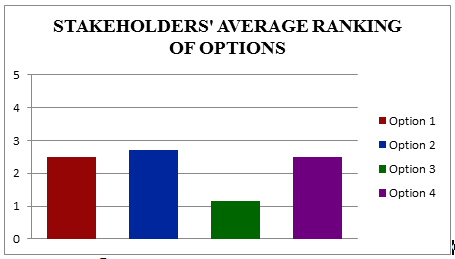 STAKEHOLDERS' AVERAGE RANKING
OF OPTIONS
5
4
3
2
1
0
Option 1
Option 2
Option 3
Option 4